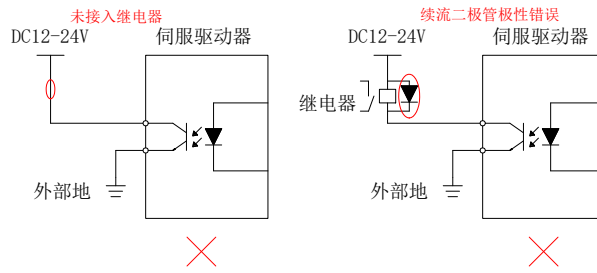 未接入继电器
DC12-24V
伺服驱动器
外部地
续流二极管极性错误
DC12-24V
伺服驱动器
继电器
外部地